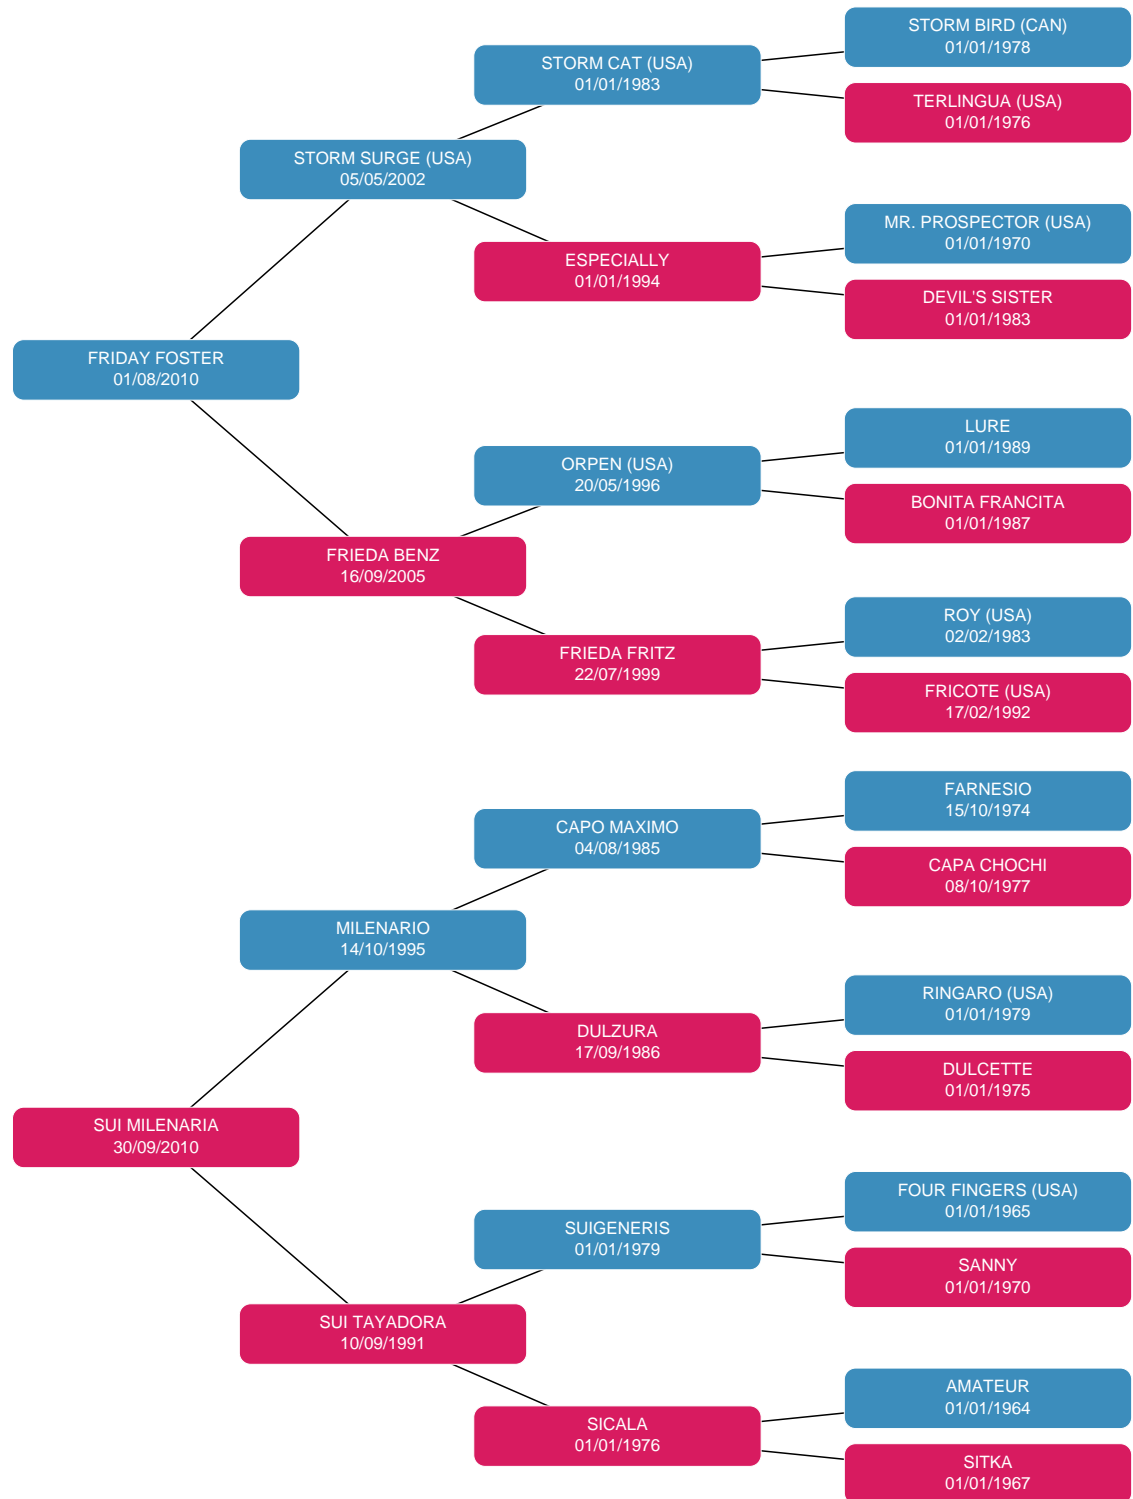 STORM BIRD (CAN)
01/01/1978
STORM CAT (USA)
01/01/1983
TERLINGUA (USA)
01/01/1976
STORM SURGE (USA)
05/05/2002
MR. PROSPECTOR (USA)
01/01/1970
ESPECIALLY
01/01/1994
DEVIL'S SISTER
01/01/1983
FRIDAY FOSTER
01/08/2010
LURE
01/01/1989
ORPEN (USA)
20/05/1996
BONITA FRANCITA
01/01/1987
FRIEDA BENZ
16/09/2005
ROY (USA)
02/02/1983
FRIEDA FRITZ
22/07/1999
FRICOTE (USA)
17/02/1992
FARNESIO
15/10/1974
CAPO MAXIMO
04/08/1985
CAPA CHOCHI
08/10/1977
MILENARIO
14/10/1995
RINGARO (USA)
01/01/1979
DULZURA
17/09/1986
DULCETTE
01/01/1975
SUI MILENARIA
30/09/2010
FOUR FINGERS (USA)
01/01/1965
SUIGENERIS
01/01/1979
SANNY
01/01/1970
SUI TAYADORA
10/09/1991
AMATEUR
01/01/1964
SICALA
01/01/1976
SITKA
01/01/1967